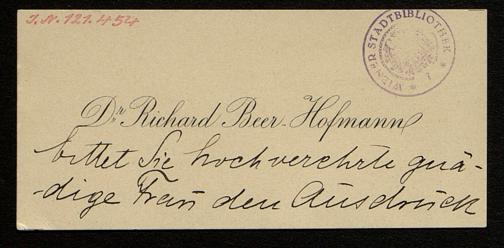 I.N. 121.454
WIENER STADTBIBLIOTHEK
Dr. Richard Beer-Hofmann
bittet Sie hochverehrte gnä-
-dige Frau den Ausdruck